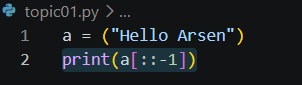 topic01.py > ...
1 a = ("Hello Arsen")
2 print(a[::-1])